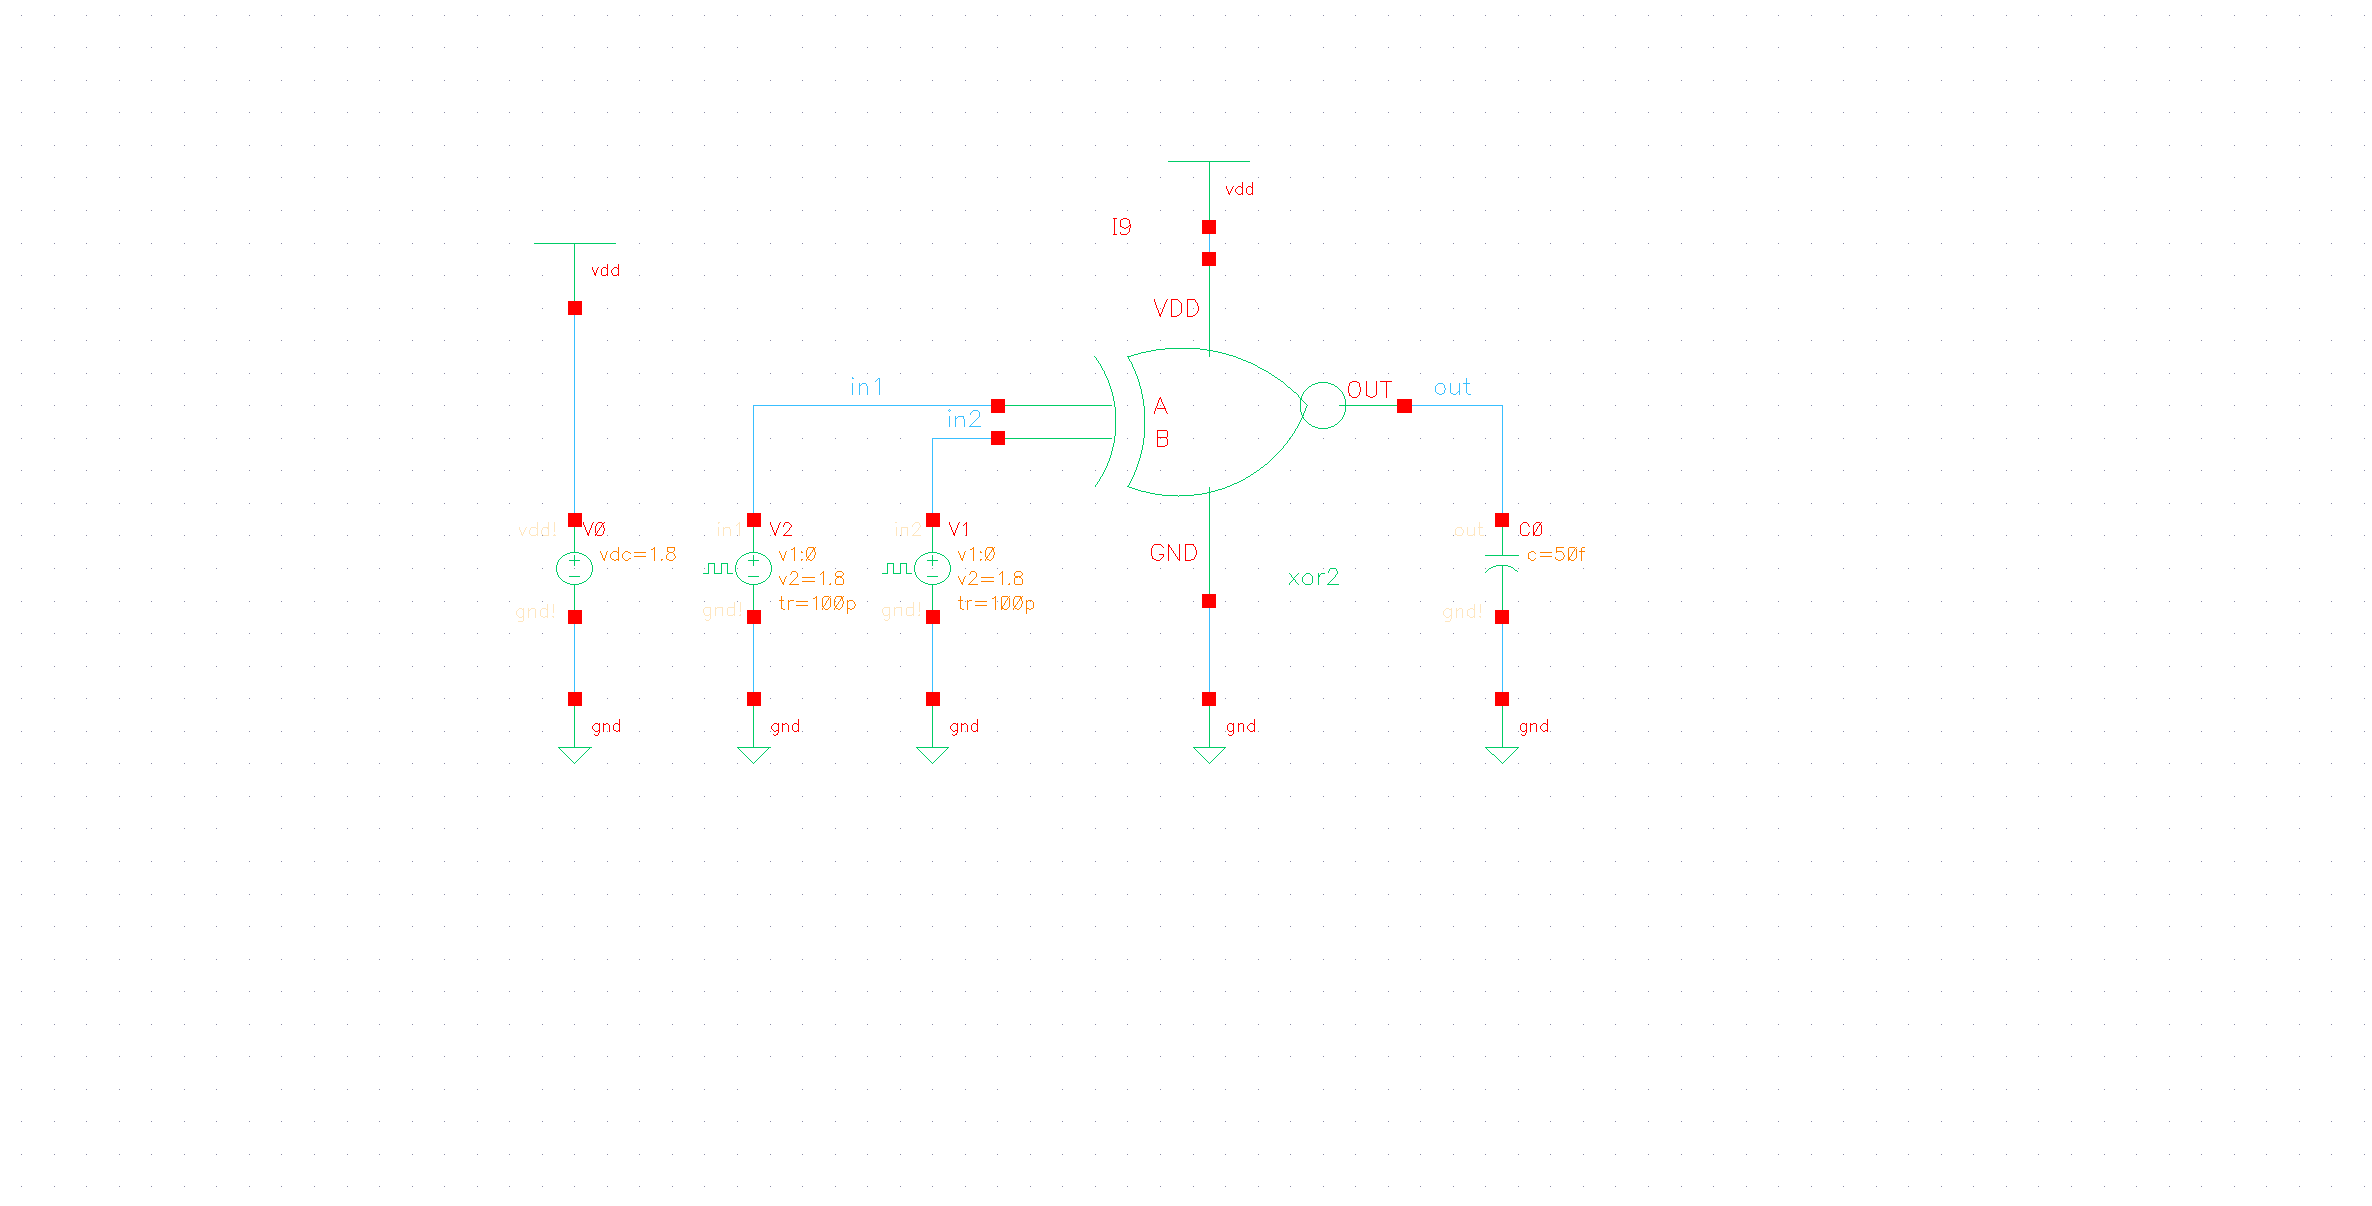 vdd
I9
vdd
VDD
in1
A
OUT
out
in2
B
vdd!
V0
vdc=1.8
gnd!
gnd
in1
V2
v1:0
v2=1.8
tr=100p
gnd!
gnd
in2
V1
v1:0
v2=1.8
tr=100p
gnd!
gnd
GND
xor2
gnd
out
C0
c=50f
gnd!
gnd